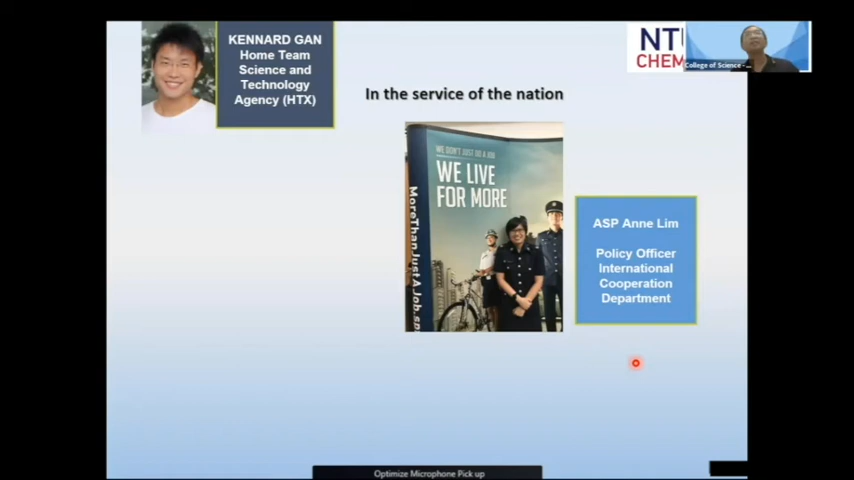 KENNARD GAN
Home Team
Science and
Technology
Agency (HTX)
NT
CHEM
College of Science -...
In the service of the nation
WE DON'T JUST DO A JOB
WE LIVE
FOR MORE
MoreThanJustAJob.
ASP Anne Lim
Policy Officer
International
Cooperation
Department
Optimize Microphone Pick up